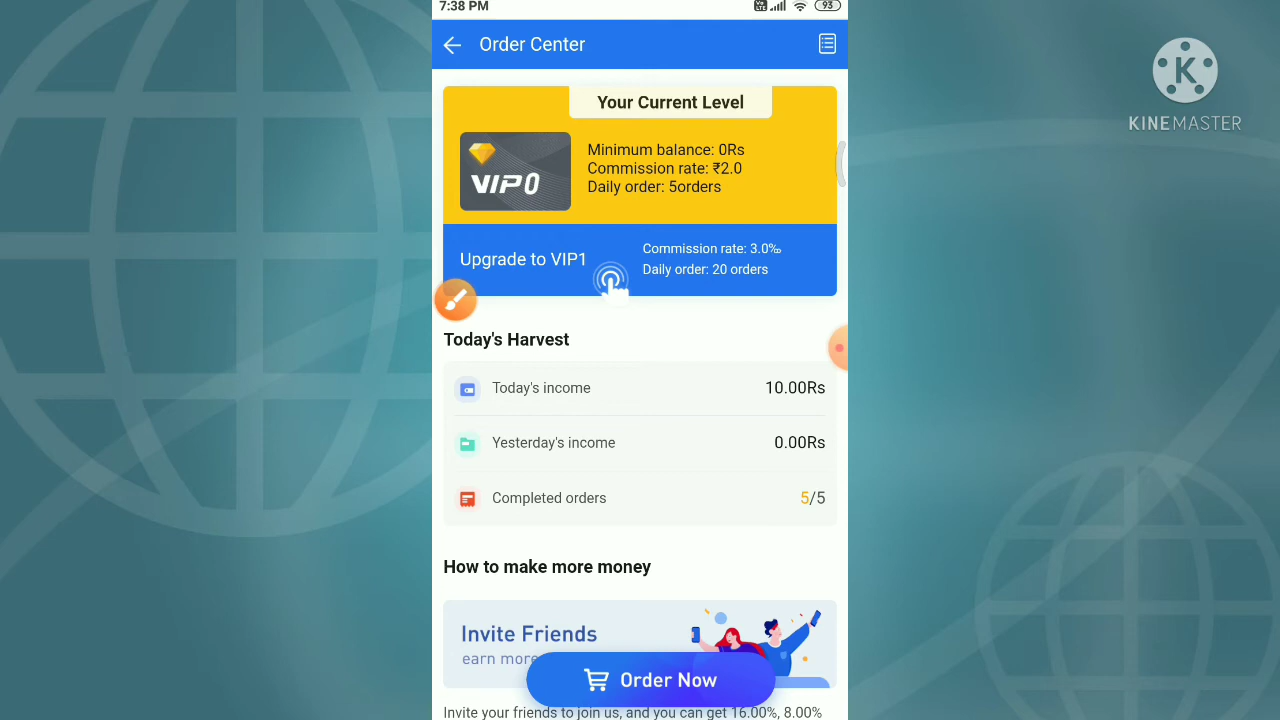 7:38 PM
93
Order Center
KINEMASTER
Your Current Level
Minimum balance: 0Rs
VIP0
Commission rate: ₹2.0
Daily order: 5orders
Upgrade to VIP1
Commission rate: 3.0‰
Daily order: 20 orders
Today's Harvest
Today's income
10.00Rs
Yesterday's income
0.00Rs
Completed orders
5/5
How to make more money
Invite Friends
earn more
Order Now
Invite your friends to join us, and you can get 16.00%, 8.00%